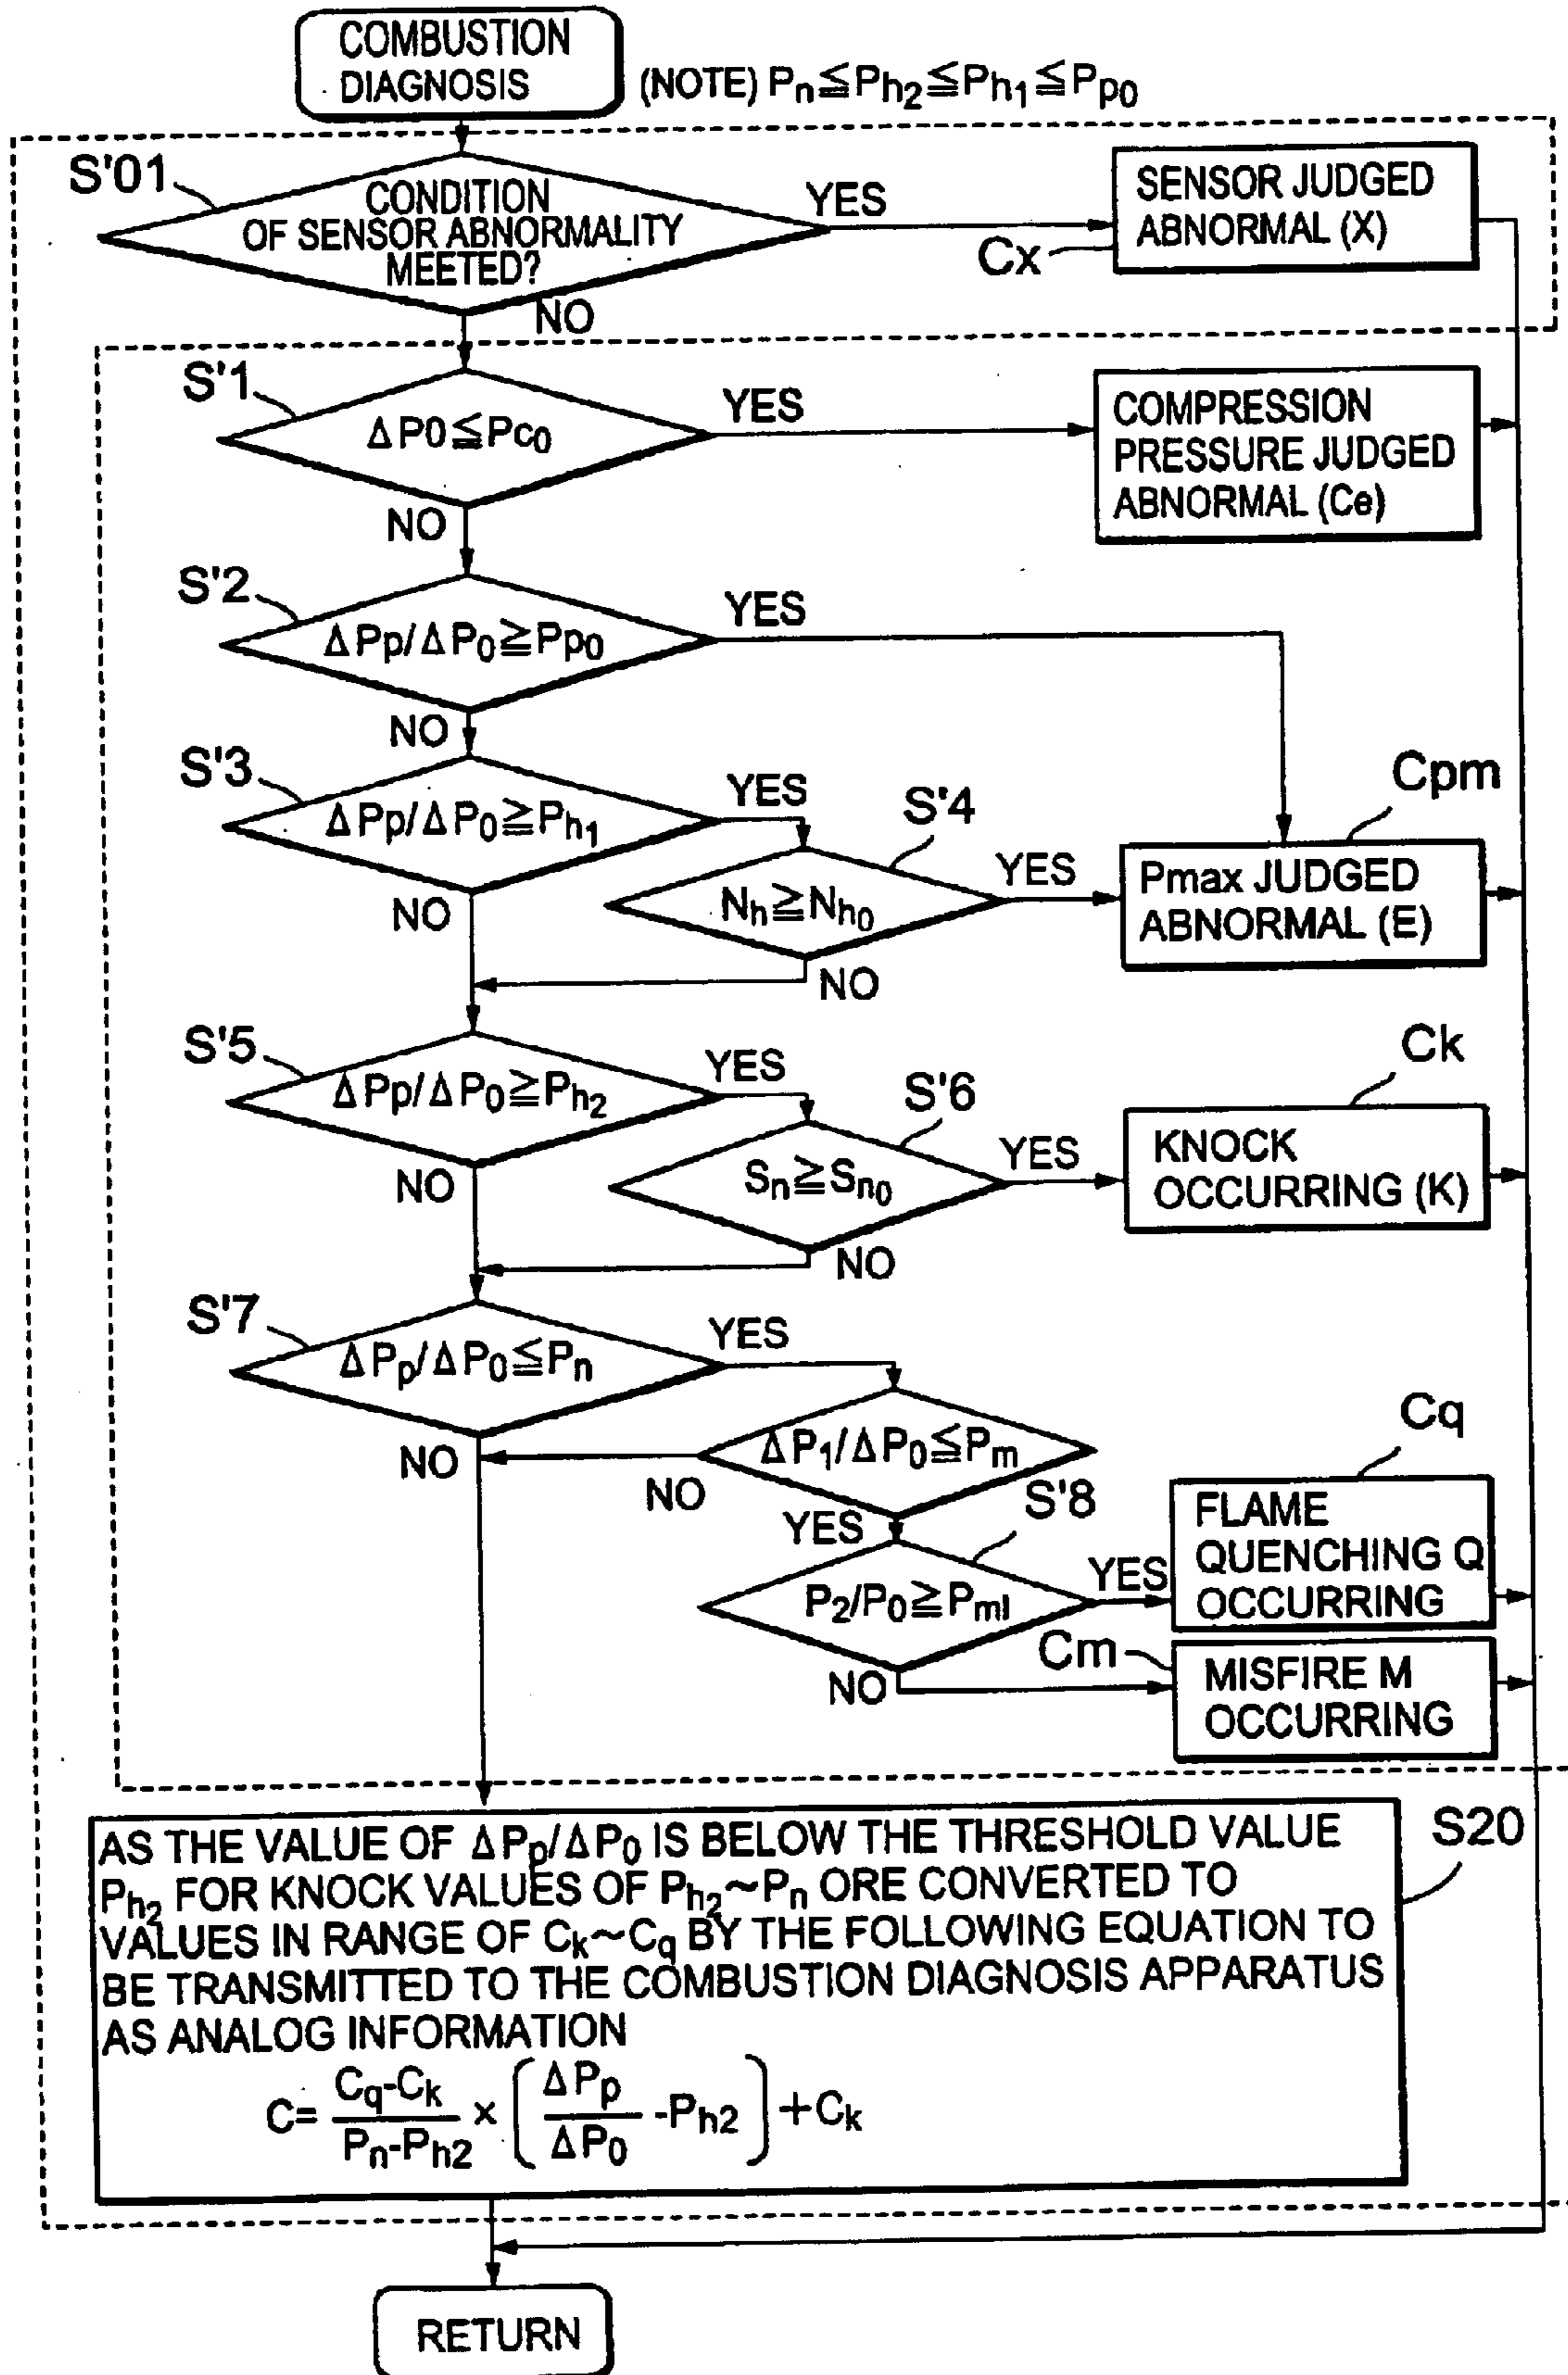 COMBUSTION
DIAGNOSIS
(NOTE) Pn≦Ph2≦Ph1≦Pp0
S'01
CONDITION
OF SENSOR ABNORMALITY
MEETED?
YES
SENSOR JUDGED
ABNORMAL (X)
Cx
NO
S'1
ΔP0≦Pc0
YES
COMPRESSION
PRESSURE JUDGED
ABNORMAL (Ce)
NO
S'2
ΔPp/ΔP0≧Pp0
YES
NO
S'3
ΔPp/ΔP0≧Ph1
YES
S'4
Cpm
Nh≧Nh0
YES
Pmax JUDGED
ABNORMAL (E)
NO
NO
S'5
ΔPp/ΔP0≧Ph2
YES
S'6
Ck
Sn≧Sn0
YES
KNOCK
OCCURRING (K)
NO
NO
S'7
ΔPp/ΔP0≦Pn
YES
NO
ΔP1/ΔP0≦Pm
NO
YES
S'8
Cq
P2/P0≧Pml
YES
FLAME
QUENCHING Q
OCCURRING
NO
Cm
MISFIRE M
OCCURRING
S20
AS THE VALUE OF ΔPp/ΔP0 IS BELOW THE THRESHOLD VALUE
Ph2 FOR KNOCK VALUES OF Ph2~Pn ORE CONVERTED TO
VALUES IN RANGE OF Ck~Cq BY THE FOLLOWING EQUATION TO
BE TRANSMITTED TO THE COMBUSTION DIAGNOSIS APPARATUS
AS ANALOG INFORMATION
C= Cq-Ck / Pn-Ph2 × (ΔPp / ΔP0 -Ph2) +Ck
RETURN